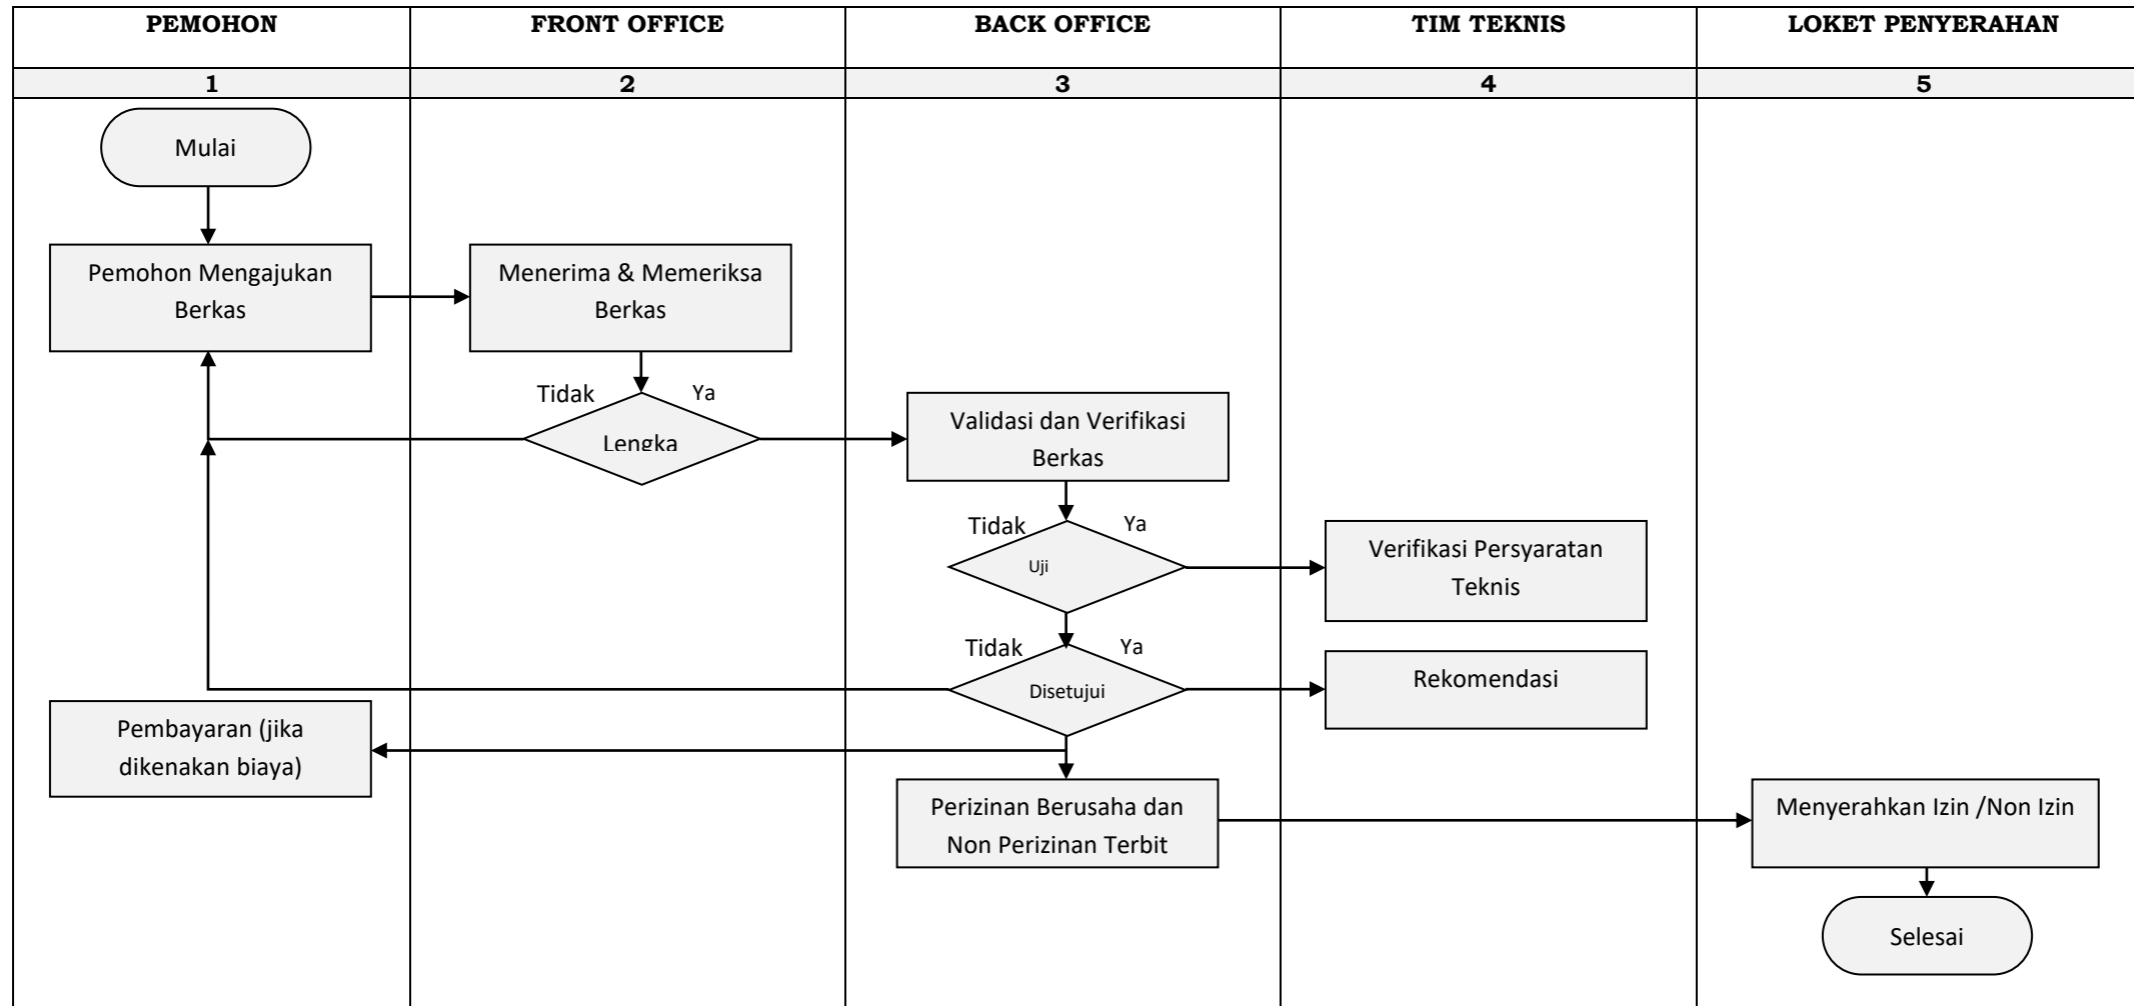 PEMOHON
FRONT OFFICE
BACK OFFICE
TIM TEKNIS
LOKET PENYERAHAN
1
2
3
4
5
Mulai
Pemohon Mengajukan
Berkas
Menerima & Memeriksa
Berkas
Tidak
Ya
Lengka
Validasi dan Verifikasi
Berkas
Tidak
Ya
Uji
Verifikasi Persyaratan
Teknis
Tidak
Ya
Disetujui
Rekomendasi
Pembayaran (jika
dikenakan biaya)
Perizinan Berusaha dan
Non Perizinan Terbit
Menyerahkan Izin /Non Izin
Selesai